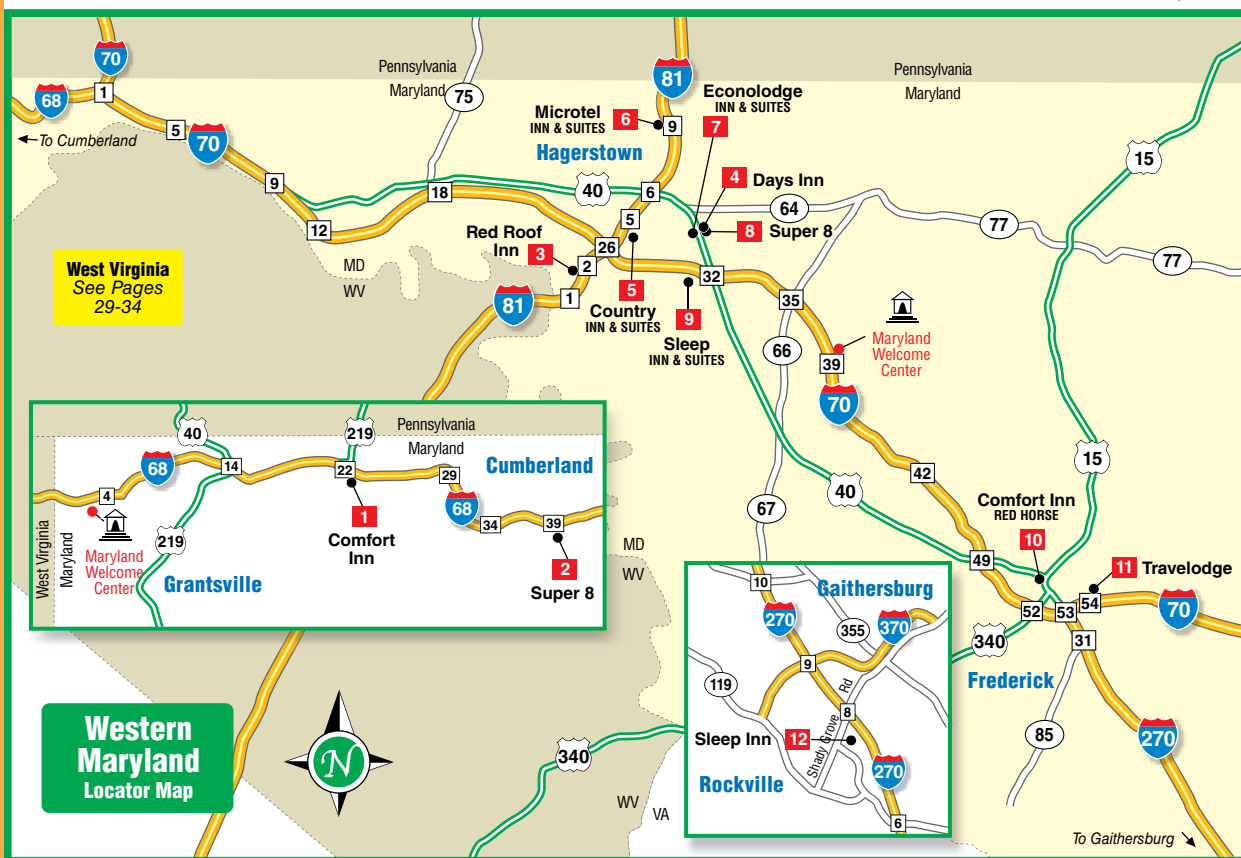 70
Pennsylvania
Maryland
75
81
Econolodge
INN & SUITES
Pennsylvania
Maryland
68
1
Microtel
INN & SUITES
6
9
7
15
To Cumberland
5
70
Hagerstown
4
Days Inn
9
18
40
6
64
8
Super 8
77
12
5
Red Roof
Inn
3
26
77
West Virginia
See Pages
29-34
MD
WV
2
32
81
1
5
Country
INN & SUITES
9
Sleep
INN & SUITES
35
Maryland
Welcome
Center
66
39
70
40
219
Pennsylvania
Maryland
Cumberland
68
14
22
29
4
68
34
39
1
Comfort
Inn
2
Super 8
West Virginia
Maryland
Maryland
Welcome
Center
219
Grantsville
MD
WV
42
15
40
67
Comfort Inn
RED HORSE
10
49
11
Travelodge
52
53
54
70
31
340
Frederick
85
270
To Gaithersburg
10
Gaithersburg
270
355
370
9
119
Shady Grove Rd
8
Sleep Inn
12
Rockville
270
6
Western
Maryland
Locator Map
N
340
WV
VA